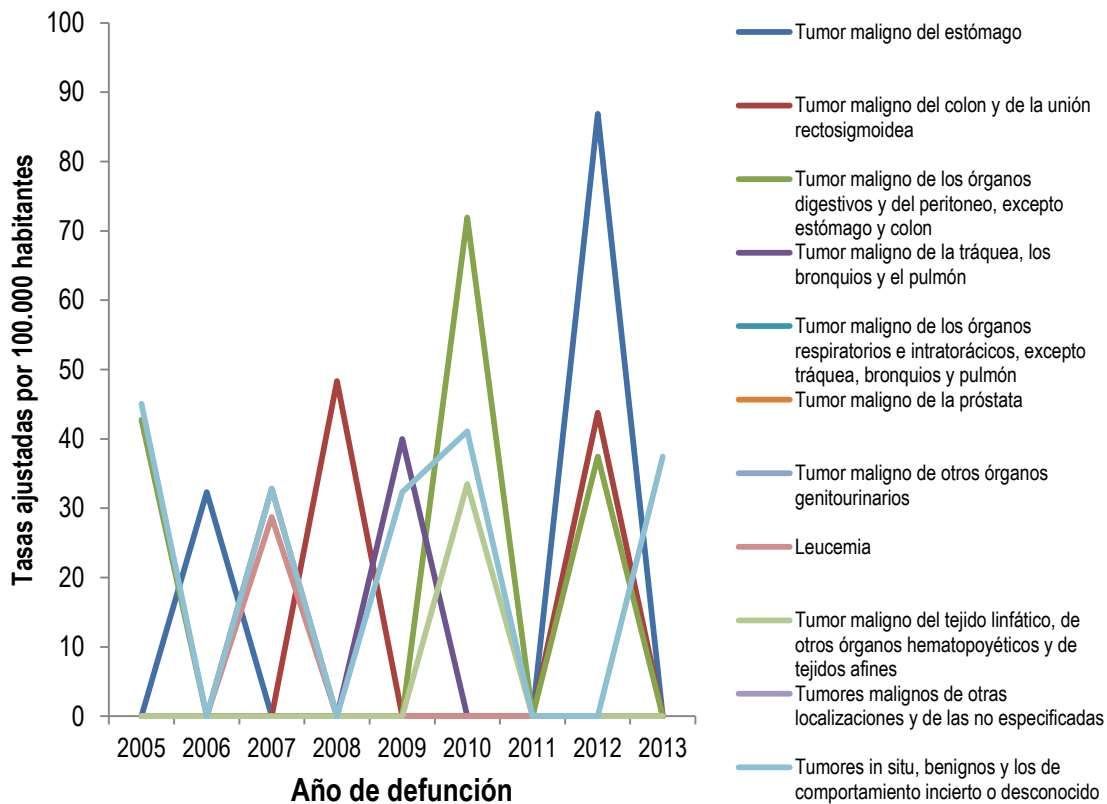 100
90
80
70
60
50
40
30
20
10
0
Tasas ajustadas por 100.000 habitantes
2005 2006 2007 2008 2009 2010 2011 2012 2013
Año de defunción
Tumor maligno del estómago
Tumor maligno del colon y de la unión
rectosigmoidea
Tumor maligno de los órganos
digestivos y del peritoneo, excepto
estómago y colon
Tumor maligno de la tráquea, los
bronquios y el pulmón
Tumor maligno de los órganos
respiratorios e intratorácicos, excepto
tráquea, bronquios y pulmón
Tumor maligno de la próstata
Tumor maligno de otros órganos
genitourinarios
Leucemia
Tumor maligno del tejido linfático, de
otros órganos hematopoyéticos y de
tejidos afines
Tumores malignos de otras
localizaciones y de las no especificadas
Tumores in situ, benignos y los de
comportamiento incierto o desconocido